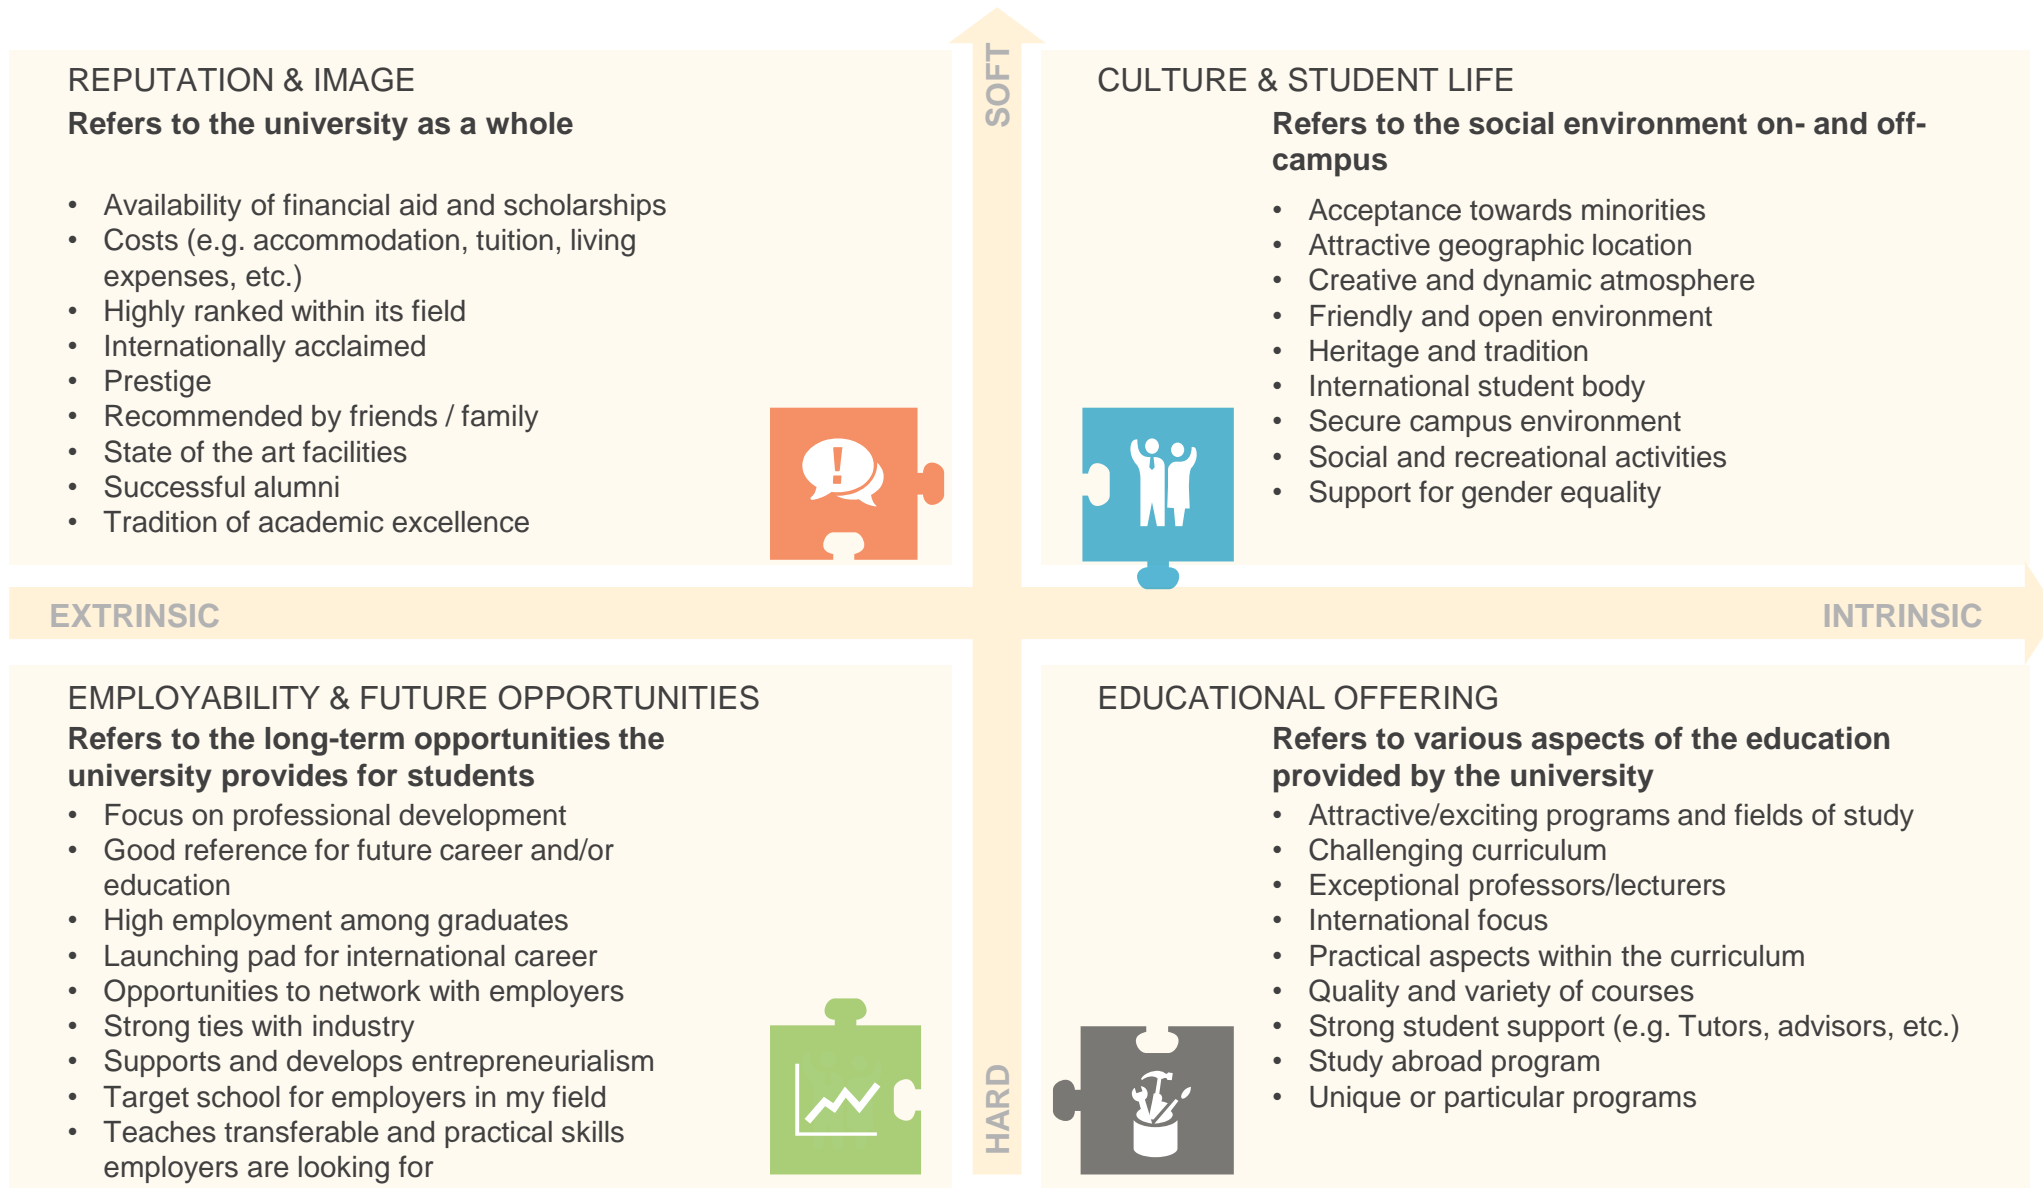 SOFT
REPUTATION & IMAGE
Refers to the university as a whole
• Availability of financial aid and scholarships
• Costs (e.g. accommodation, tuition, living
expenses, etc.)
• Highly ranked within its field
• Internationally acclaimed
• Prestige
• Recommended by friends / family
• State of the art facilities
• Successful alumni
• Tradition of academic excellence
CULTURE & STUDENT LIFE
Refers to the social environment on- and off-
campus
• Acceptance towards minorities
• Attractive geographic location
• Creative and dynamic atmosphere
• Friendly and open environment
• Heritage and tradition
• International student body
• Secure campus environment
• Social and recreational activities
• Support for gender equality
EXTRINSIC
INTRINSIC
EMPLOYABILITY & FUTURE OPPORTUNITIES
Refers to the long-term opportunities the
university provides for students
• Focus on professional development
• Good reference for future career and/or
education
• High employment among graduates
• Launching pad for international career
• Opportunities to network with employers
• Strong ties with industry
• Supports and develops entrepreneurialism
• Target school for employers in my field
• Teaches transferable and practical skills
employers are looking for
HARD
EDUCATIONAL OFFERING
Refers to various aspects of the education
provided by the university
• Attractive/exciting programs and fields of study
• Challenging curriculum
• Exceptional professors/lecturers
• International focus
• Practical aspects within the curriculum
• Quality and variety of courses
• Strong student support (e.g. Tutors, advisors, etc.)
• Study abroad program
• Unique or particular programs